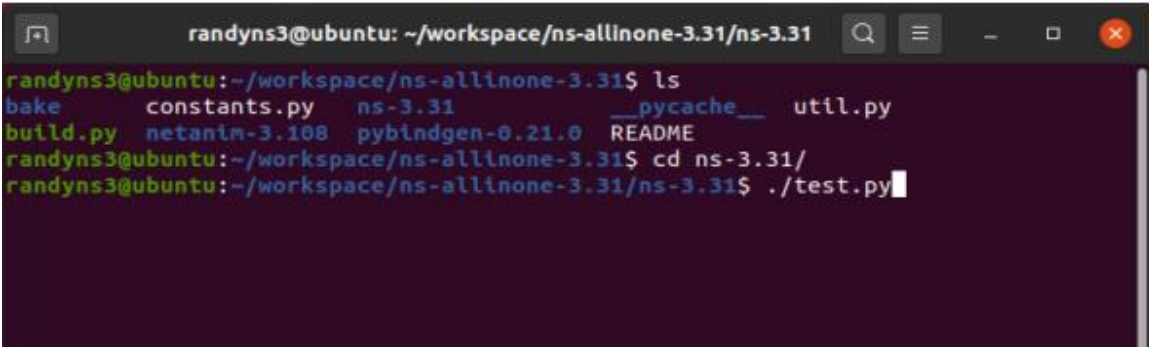 randyns3@ubuntu: ~/workspace/ns-allinone-3.31/ns-3.31
randyns3@ubuntu:~/workspace/ns-allinone-3.31$ ls
bake constants.py ns-3.31 __pycache__ util.py
build.py netanim-3.108 pybindgen-0.21.0 README
randyns3@ubuntu:~/workspace/ns-allinone-3.31$ cd ns-3.31/
randyns3@ubuntu:~/workspace/ns-allinone-3.31/ns-3.31$ ./test.py